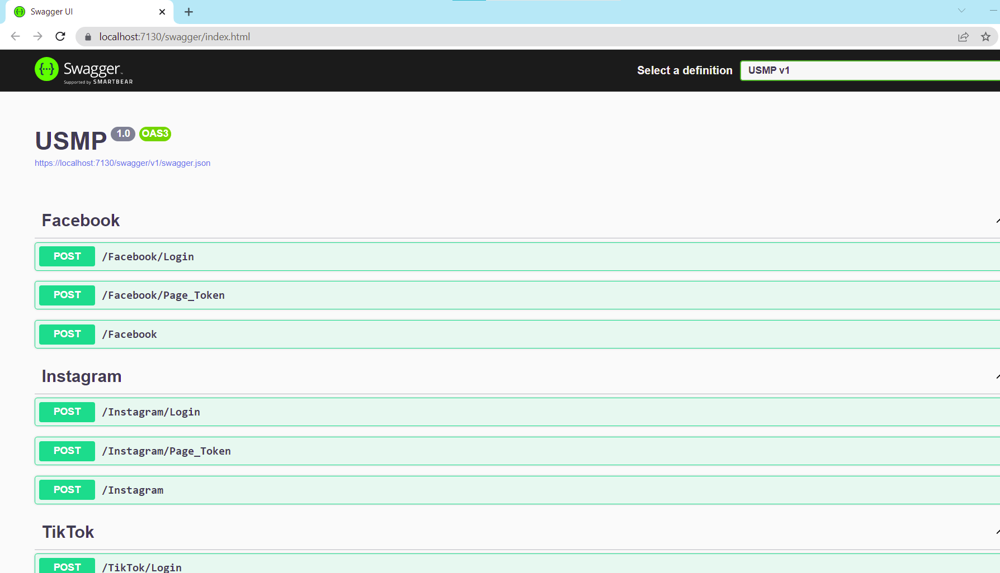 Swagger UI
localhost:7130/swagger/index.html
{...} Swagger
Supported by SMARTBEAR
Select a definition
USMP v1
USMP 1.0 OAS3
https://localhost:7130/swagger/v1/swagger.json
Facebook
POST /Facebook/Login
POST /Facebook/Page_Token
POST /Facebook
Instagram
POST /Instagram/Login
POST /Instagram/Page_Token
POST /Instagram
TikTok
POST /TikTok/Login